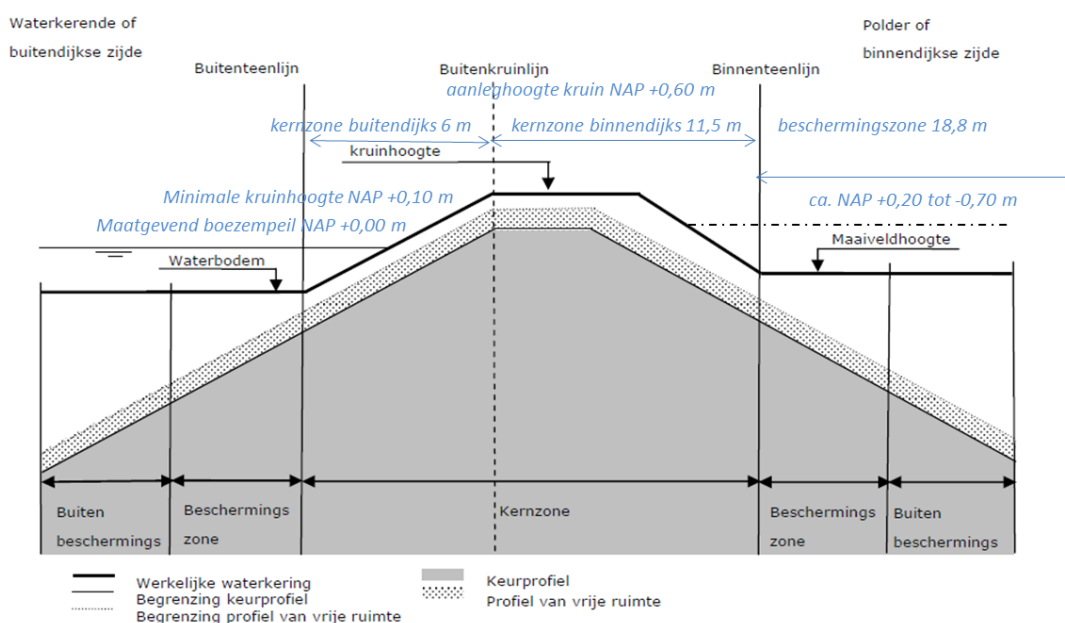 Waterkerende of
buitendijkse zijde
Polder of
binnendijkse zijde
Buitenteenlijn
Buitenkruinlijn
Binnenteenlijn
aanleghoogte kruin NAP +0,60 m
kernzone buitendijks 6 m
kernzone binnendijks 11,5 m
beschermingszone 18,8 m
kruinhoogte
Minimale kruinhoogte NAP +0,10 m
ca. NAP +0,20 tot -0,70 m
Maatgevend boezempeil NAP +0,00 m
Maaiveldhoogte
Waterbodem
Buiten
beschermings
Beschermings
zone
Kernzone
Beschermings
zone
Buiten
beschermings
Werkelijke waterkering
Begrenzing keurprofiel
Begrenzing profiel van vrije ruimte
Keurprofiel
Profiel van vrije ruimte